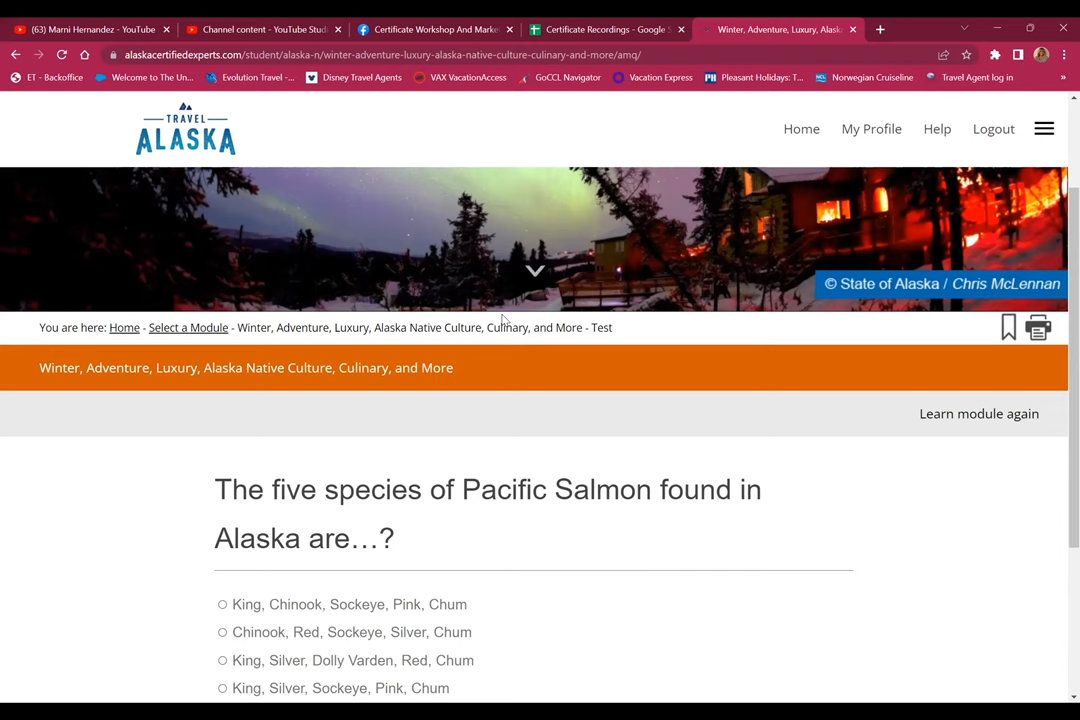 (63) Marni Hernandez - YouTube
Channel content - YouTube Stud
Certificate Workshop And Marke
Certificate Recordings - Google S
Winter, Adventure, Luxury, Alask
alaskacertifiedexperts.com/student/alaska-n/winter-adventure-luxury-alaska-native-culture-culinary-and-more/amq/
ET - Backoffice
Welcome to The Un...
Evolution Travel -...
Disney Travel Agents
VAX VacationAccess
GoCCL Navigator
Vacation Express
Pleasant Holidays: T...
Norwegian Cruiseline
Travel Agent log in
TRAVEL
ALASKA
Home
My Profile
Help
Logout
© State of Alaska / Chris McLennan
You are here: Home - Select a Module - Winter, Adventure, Luxury, Alaska Native Culture, Culinary, and More - Test
Winter, Adventure, Luxury, Alaska Native Culture, Culinary, and More
Learn module again
The five species of Pacific Salmon found in
Alaska are…?
King, Chinook, Sockeye, Pink, Chum
Chinook, Red, Sockeye, Silver, Chum
King, Silver, Dolly Varden, Red, Chum
King, Silver, Sockeye, Pink, Chum